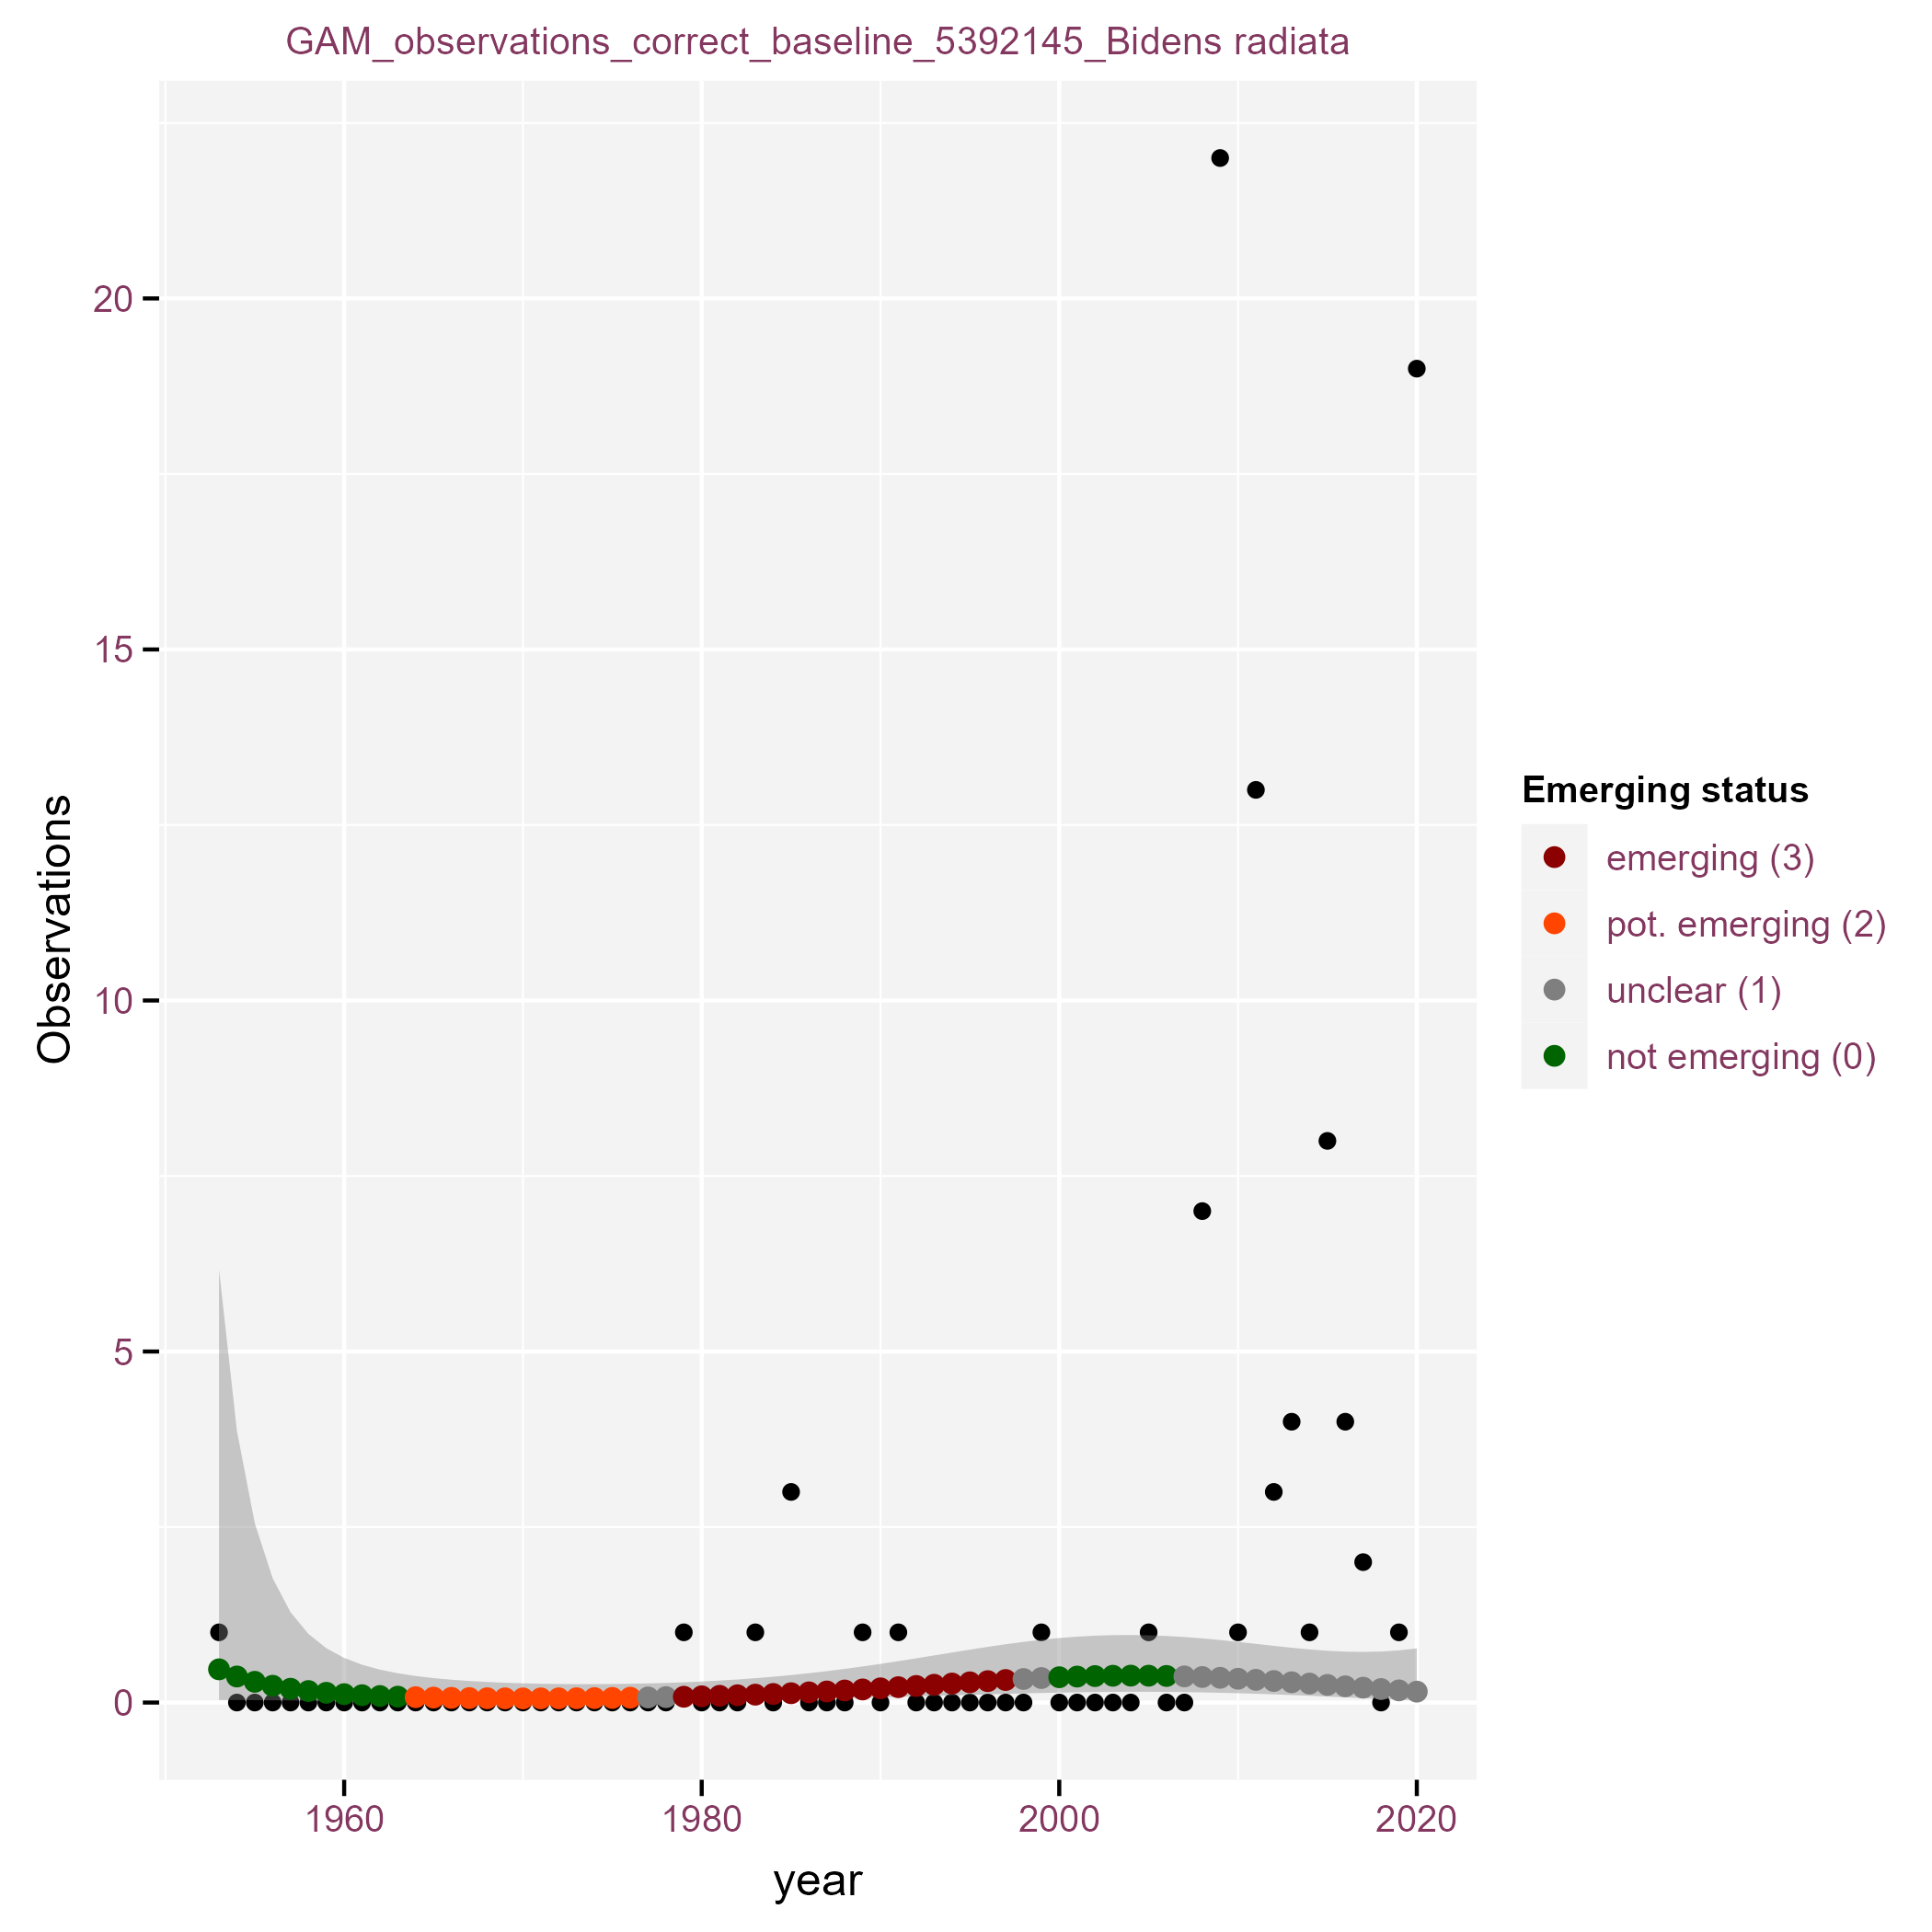 GAM_observations_correct_baseline_5392145_Bidens radiata
20
15
10
5
0
Observations
1960
1980
2000
2020
year
Emerging status
emerging (3)
pot. emerging (2)
unclear (1)
not emerging (0)